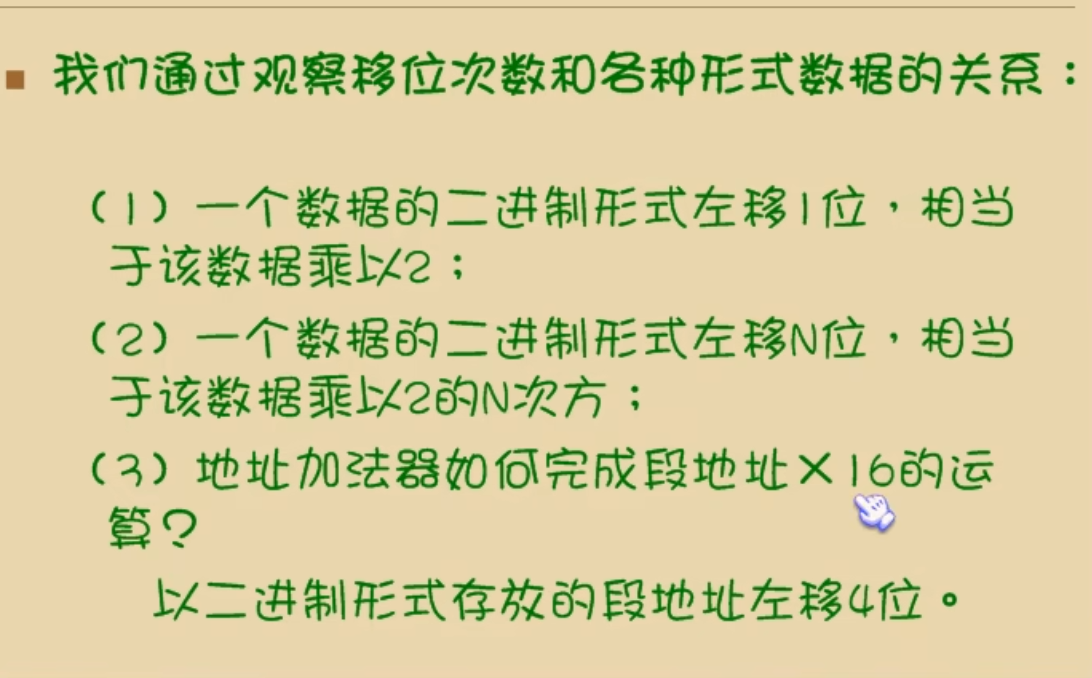 ■ 我们通过观察移位次数和各种形式数据的关系：
（1）一个数据的二进制形式左移1位，相当
于该数据乘以2；
（2）一个数据的二进制形式左移N位，相当
于该数据乘以2的N次方；
（3）地址加法器如何完成段地址×16的运
算？
以二进制形式存放的段地址左移4位。